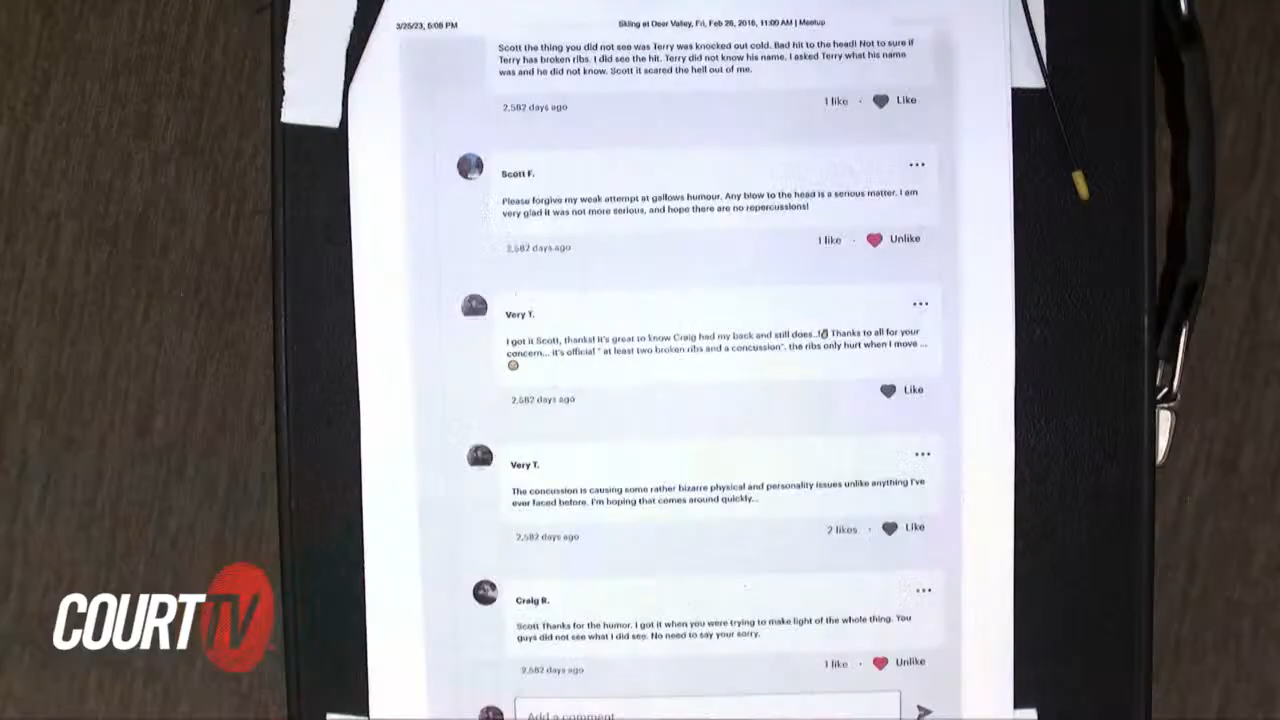 3/25/23, 5:06 PM
Skiing at Deer Valley, Fri, Feb 26, 2016, 11:00 AM | Meetup
Scott the thing you did not see was Terry was knocked out cold. Bad hit to the head! Not to sure if
Terry has broken ribs. I did see the hit. Terry did not know his name. I asked Terry what his name
was and he did not know. Scott it scared the hell out of me.
2,582 days ago
1 like · Like
Scott F.
Please forgive my weak attempt at gallows humour. Any blow to the head is a serious matter. I am
very glad it was not more serious, and hope there are no repercussions!
2,582 days ago
1 like · Unlike
Very T.
I got it Scott, thanks! It's great to know Craig had my back and still does..! Thanks to all for your
concern... it's official " at least two broken ribs and a concussion". the ribs only hurt when I move ...
2,582 days ago
Like
Very T.
The concussion is causing some rather bizarre physical and personality issues unlike anything I've
ever faced before. I'm hoping that comes around quickly...
2,582 days ago
2 likes · Like
Craig R.
Scott Thanks for the humor. I got it when you were trying to make light of the whole thing. You
guys did not see what I did see. No need to say your sorry.
2,582 days ago
1 like · Unlike
Add a comment
COURT TV